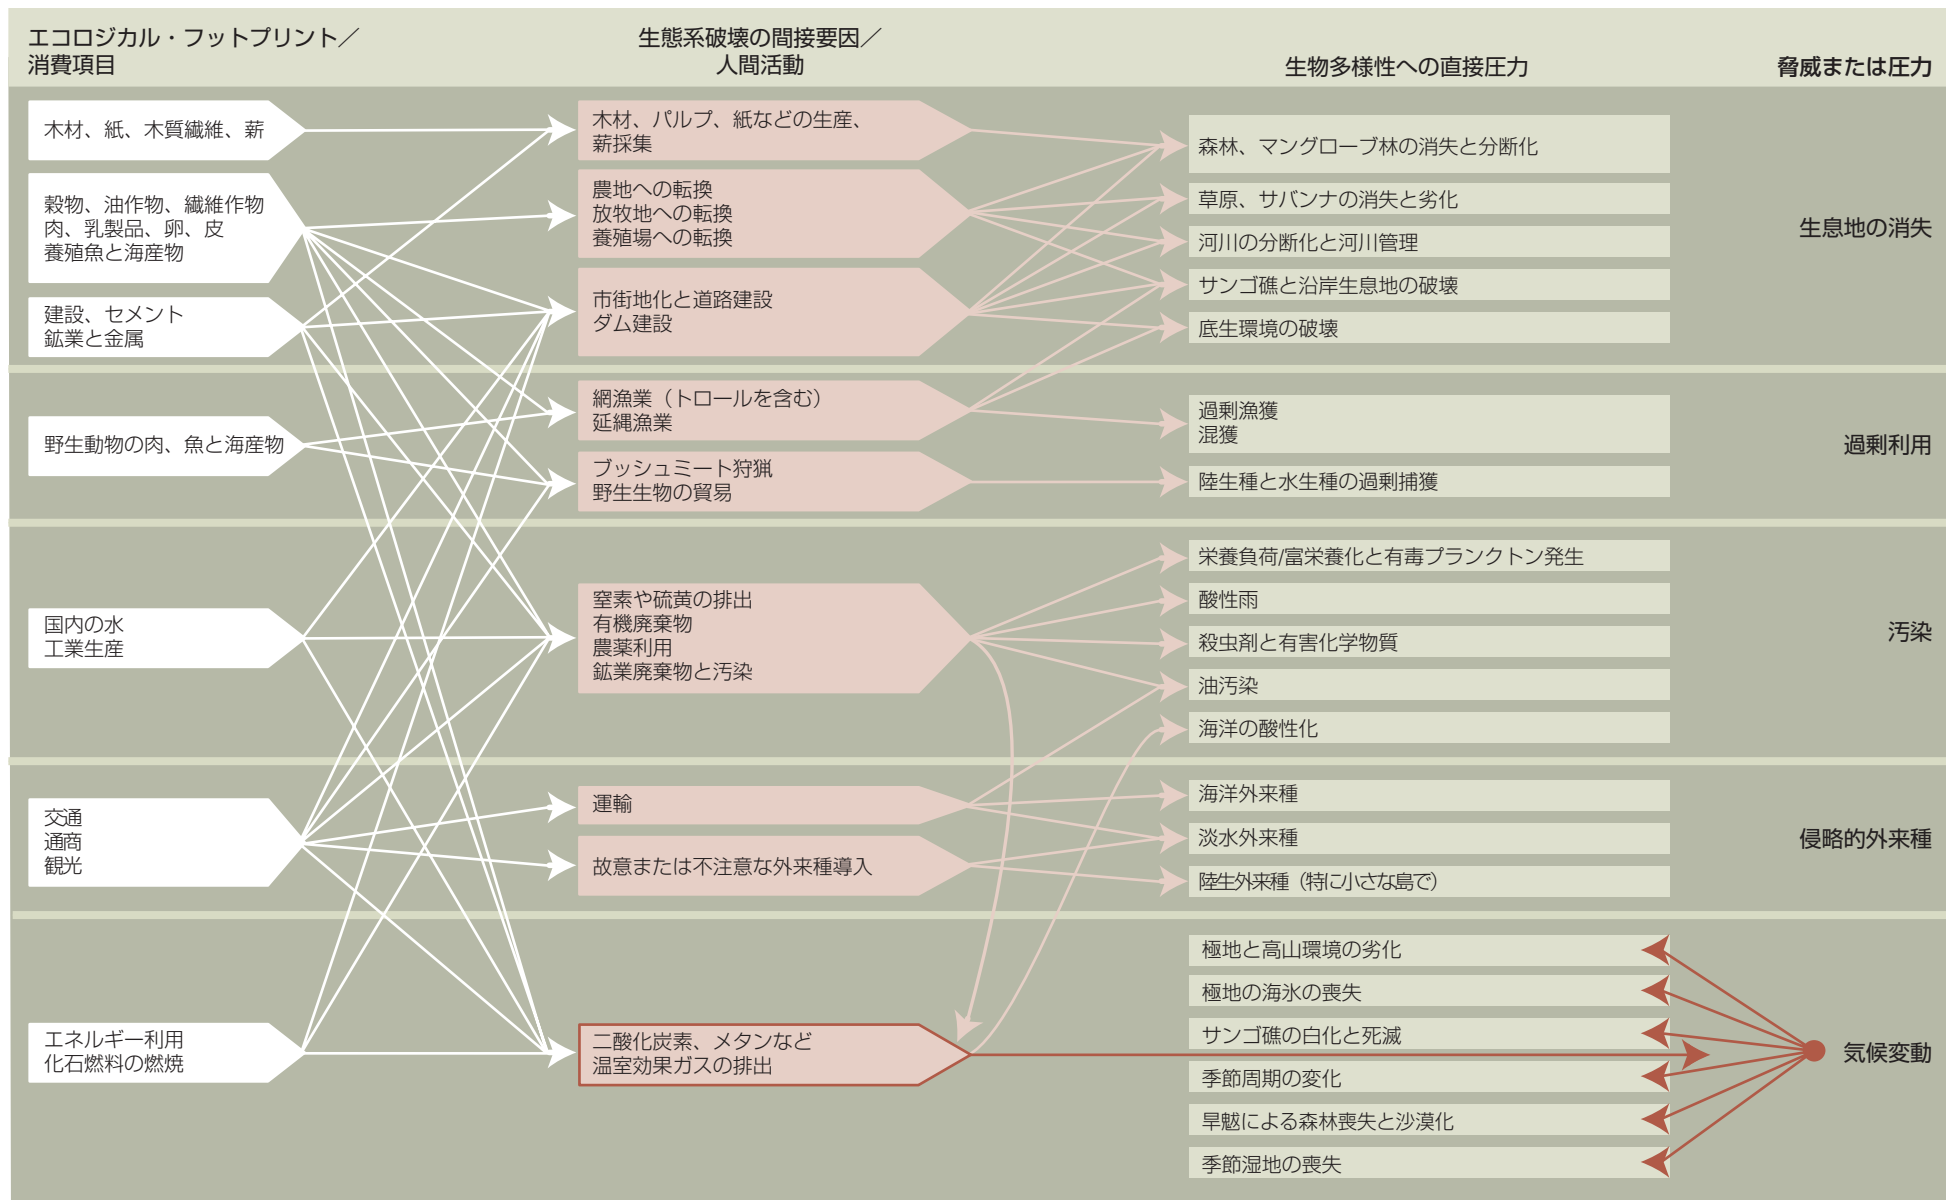 エコロジカル・フットプリント／
消費項目
生態系破壊の間接要因／
人間活動
生物多様性への直接圧力
脅威または圧力
木材、紙、木質繊維、薪
穀物、油作物、繊維作物
肉、乳製品、卵、皮
養殖魚と海産物
建設、セメント
鉱業と金属
木材、パルプ、紙などの生産、
薪採集
農地への転換
放牧地への転換
養殖場への転換
市街地化と道路建設
ダム建設
森林、マングローブ林の消失と分断化
草原、サバンナの消失と劣化
河川の分断化と河川管理
サンゴ礁と沿岸生息地の破壊
底生環境の破壊
生息地の消失
野生動物の肉、魚と海産物
網漁業（トロールを含む）
延縄漁業
ブッシュミート狩猟
野生生物の貿易
過剰漁獲
混獲
陸生種と水生種の過剰捕獲
過剰利用
国内の水
工業生産
窒素や硫黄の排出
有機廃棄物
農薬利用
鉱業廃棄物と汚染
栄養負荷/富栄養化と有毒プランクトン発生
酸性雨
殺虫剤と有害化学物質
油汚染
海洋の酸性化
汚染
交通
通商
観光
運輸
故意または不注意な外来種導入
海洋外来種
淡水外来種
陸生外来種（特に小さな島で）
侵略的外来種
エネルギー利用
化石燃料の燃焼
二酸化炭素、メタンなど
温室効果ガスの排出
極地と高山環境の劣化
極地の海氷の喪失
サンゴ礁の白化と死滅
季節周期の変化
旱魃による森林喪失と沙漠化
季節湿地の喪失
気候変動